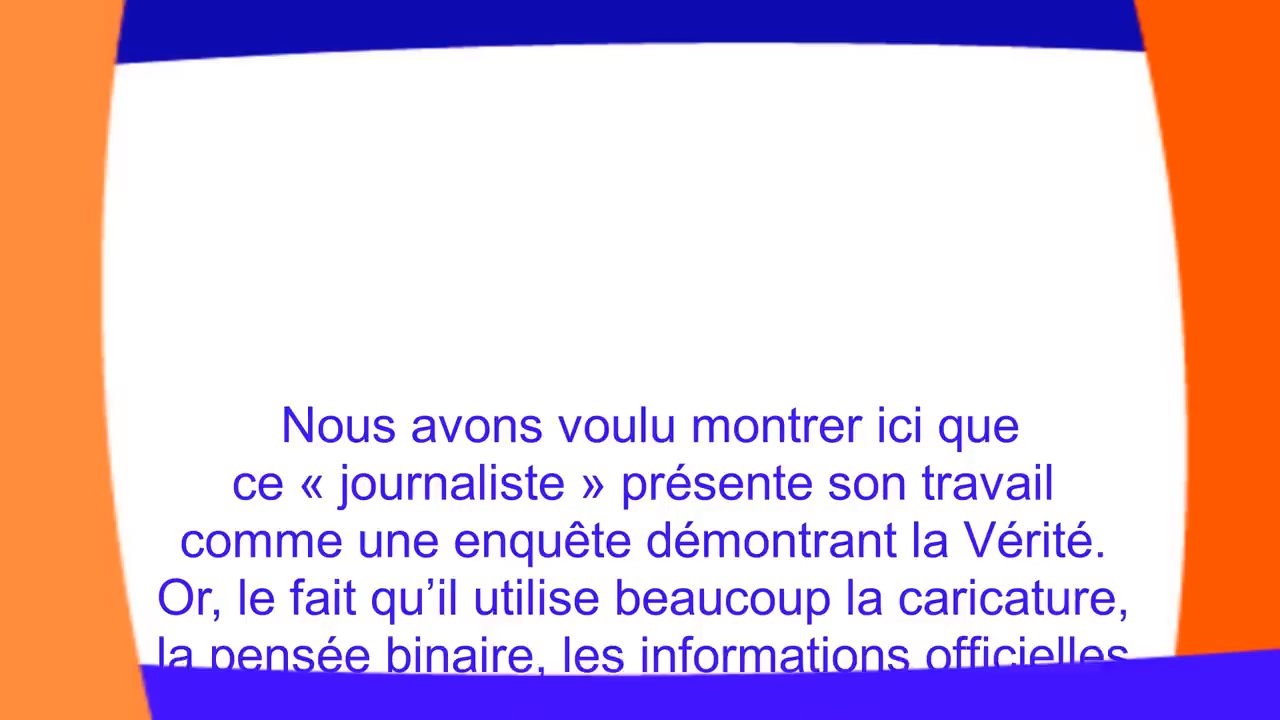 Nous avons voulu montrer ici que
ce « journaliste » présente son travail
comme une enquête démontrant la Vérité.
Or, le fait qu’il utilise beaucoup la caricature,
la pensée binaire, les informations officielles